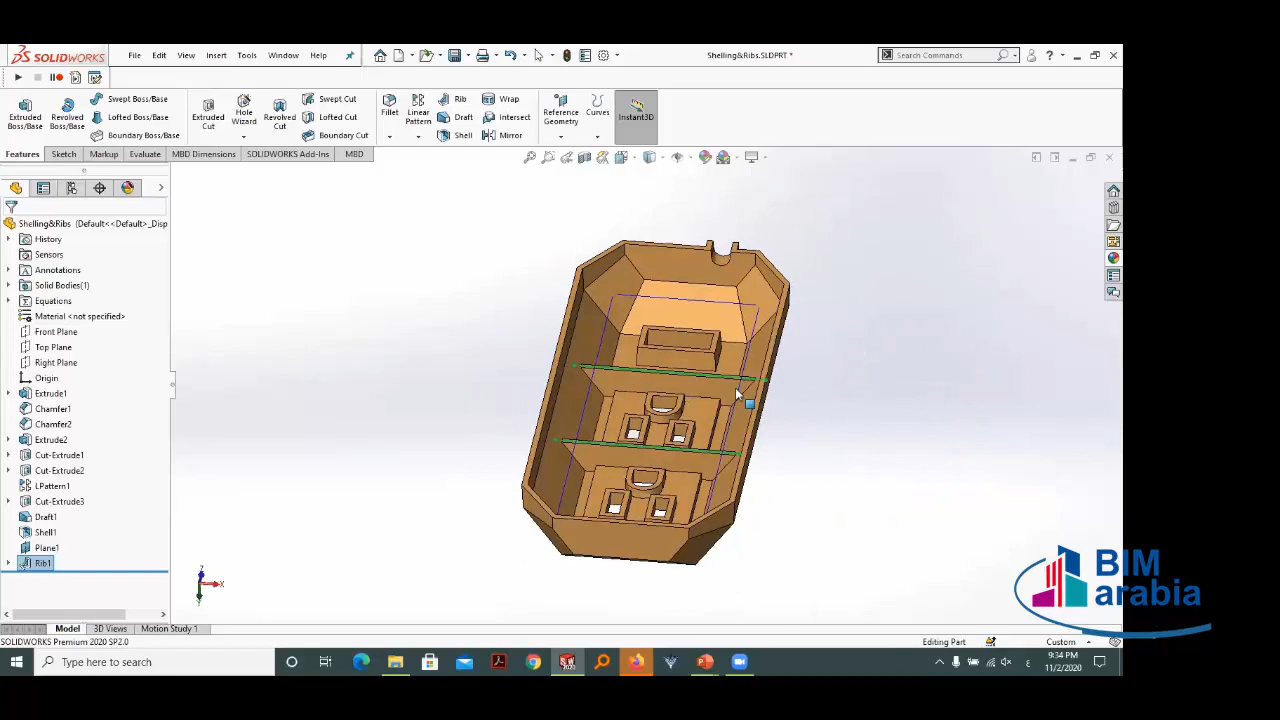 SOLIDWORKS File Edit View Insert Tools Window Help Shelling&Ribs.SLDPRT * Search Commands ?
Extruded Boss/Base Revolved Boss/Base Swept Boss/Base Lofted Boss/Base Boundary Boss/Base Extruded Cut Hole Wizard Revolved Cut Swept Cut Lofted Cut Boundary Cut Fillet Linear Pattern Rib Draft Shell Wrap Intersect Mirror Reference Geometry Curves Instant3D
Features Sketch Markup Evaluate MBD Dimensions SOLIDWORKS Add-Ins MBD
Shelling&Ribs (Default<<Default>_Disp
History
Sensors
Annotations
Solid Bodies(1)
Equations
Material <not specified>
Front Plane
Top Plane
Right Plane
Origin
Extrude1
Chamfer1
Chamfer2
Extrude2
Cut-Extrude1
Cut-Extrude2
LPattern1
Cut-Extrude3
Draft1
Shell1
Plane1
Rib1
Z
X
BIM
arabia
Model 3D Views Motion Study 1
SOLIDWORKS Premium 2020 SP2.0 Editing Part Custom
Type here to search 9:34 PM
11/2/2020